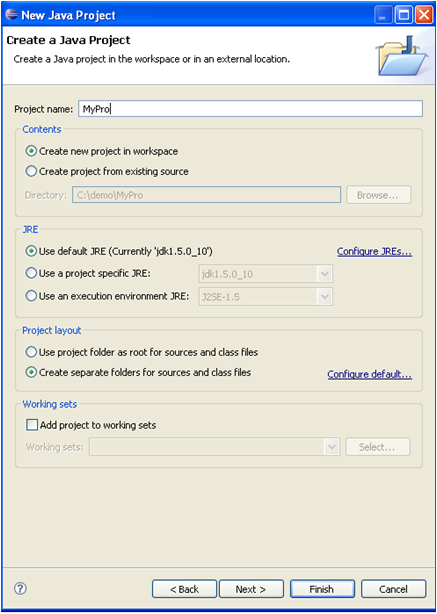 New Java Project
Create a Java Project
Create a Java project in the workspace or in an external location.
Project name: MyPro
Contents
Create new project in workspace
Create project from existing source
Directory: C:\demo\MyPro Browse...
JRE
Use default JRE (Currently 'jdk1.5.0_10') Configure JREs...
Use a project specific JRE: jdk1.5.0_10
Use an execution environment JRE: J2SE-1.5
Project layout
Use project folder as root for sources and class files
Create separate folders for sources and class files Configure default...
Working sets
Add project to working sets
Working sets: Select...
? < Back Next > Finish Cancel